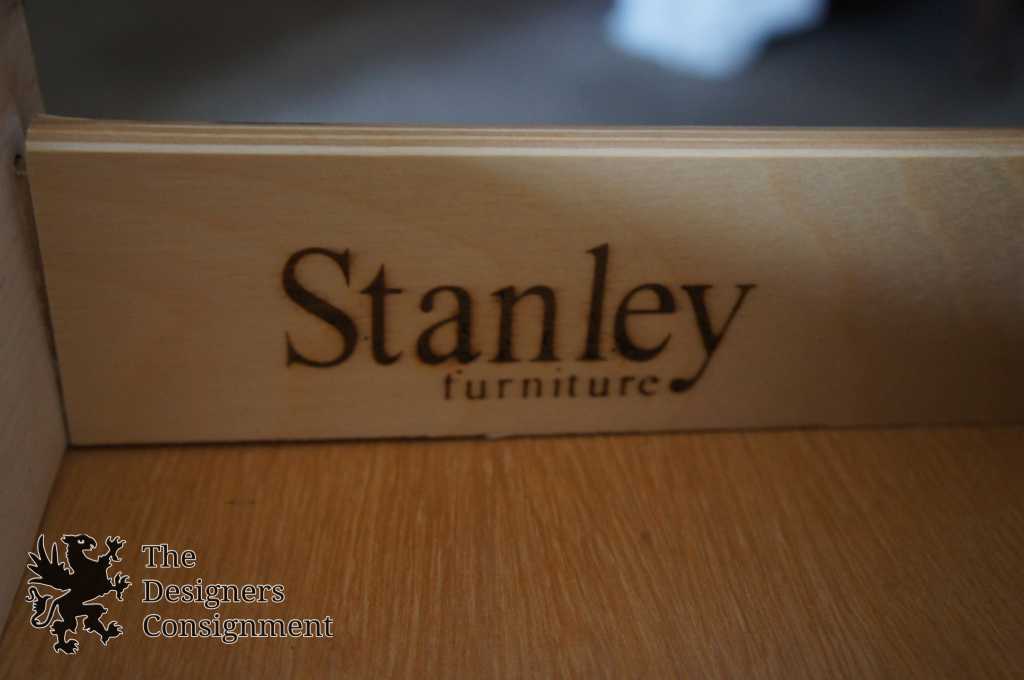 Stanley
furniture
The
Designers
Consignment